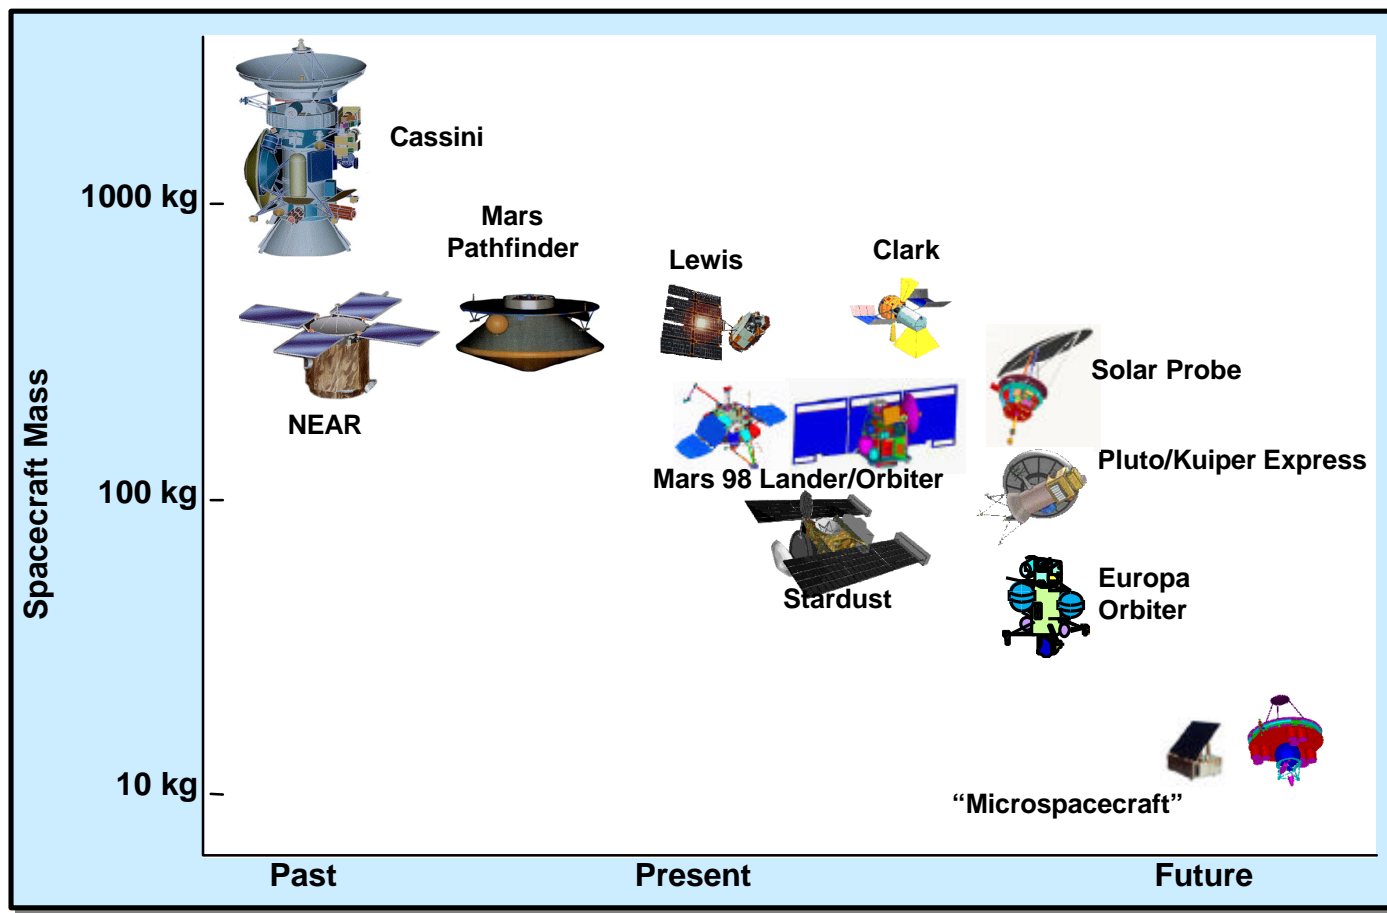 Cassini
1000 kg
Mars
Pathfinder
Lewis
Clark
Solar Probe
NEAR
Pluto/Kuiper Express
Mars 98 Lander/Orbiter
100 kg
Spacecraft Mass
Europa
Orbiter
Stardust
10 kg
“Microspacecraft”
Past
Present
Future